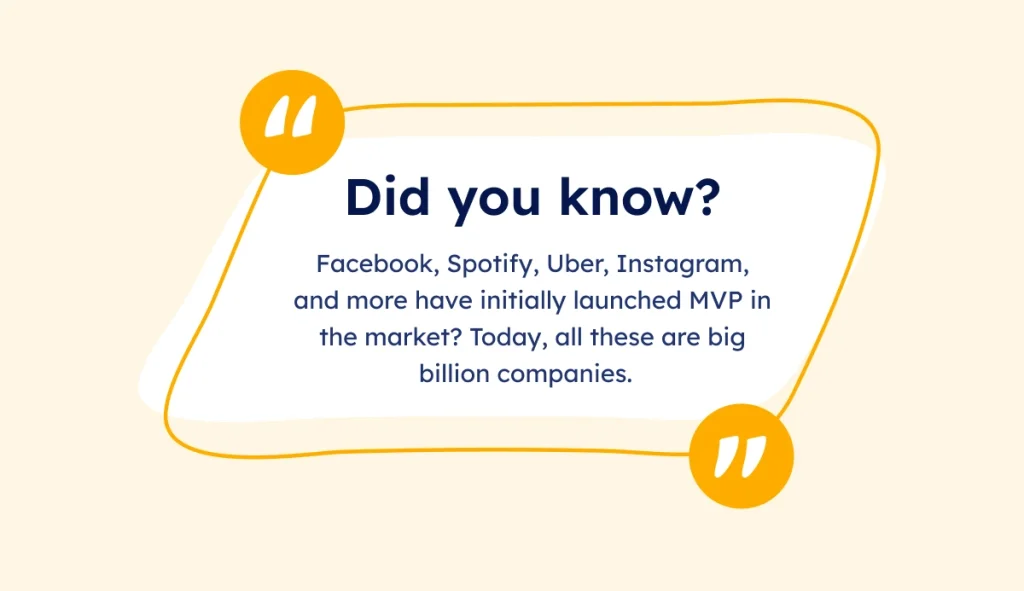 Did you know?
Facebook, Spotify, Uber, Instagram,
and more have initially launched MVP in
the market? Today, all these are big
billion companies.